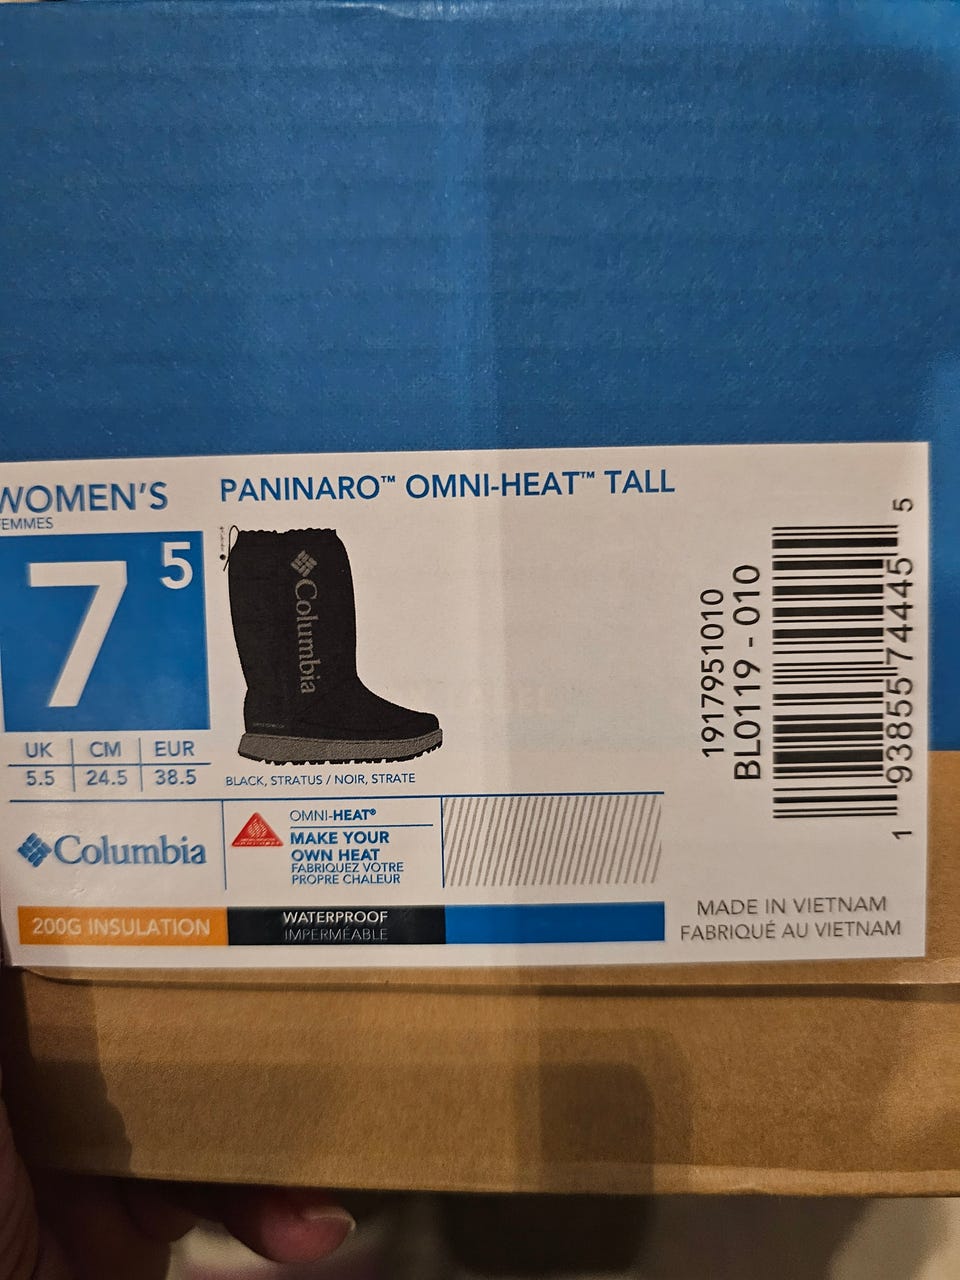 WOMEN'S
FEMMES
7 5
UK CM EUR
5.5 24.5 38.5
PANINARO™ OMNI-HEAT™ TALL
Columbia
BLACK, STRATUS / NOIR, STRATE
Columbia
OMNI-HEAT®
MAKE YOUR
OWN HEAT
FABRIQUEZ VOTRE
PROPRE CHALEUR
200G INSULATION
WATERPROOF
IMPERMÉABLE
1917951010
BL0119 - 010
1 93855 74445 5
MADE IN VIETNAM
FABRIQUÉ AU VIETNAM